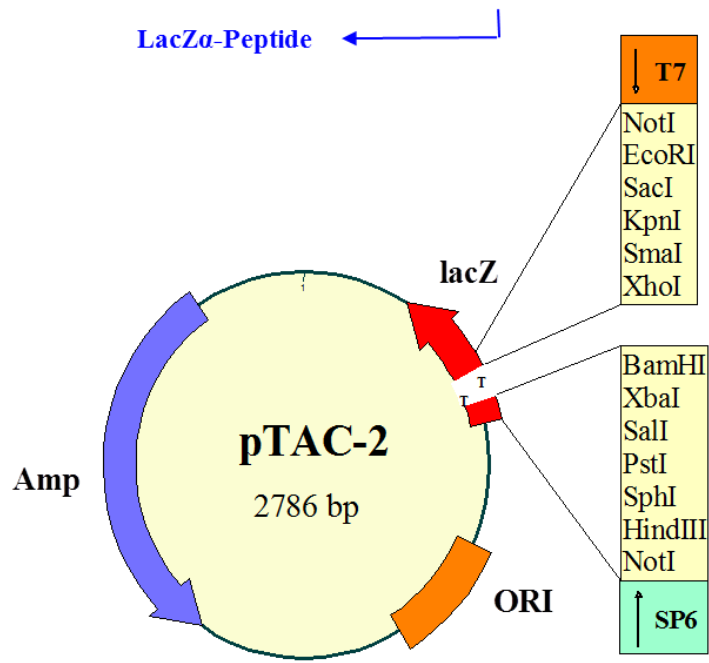 LacZα-Peptide
T7
NotI
EcoRI
SacI
KpnI
SmaI
XhoI
lacZ
1
T
T
BamHI
XbaI
SalI
PstI
SphI
HindIII
NotI
SP6
pTAC-2
2786 bp
Amp
ORI